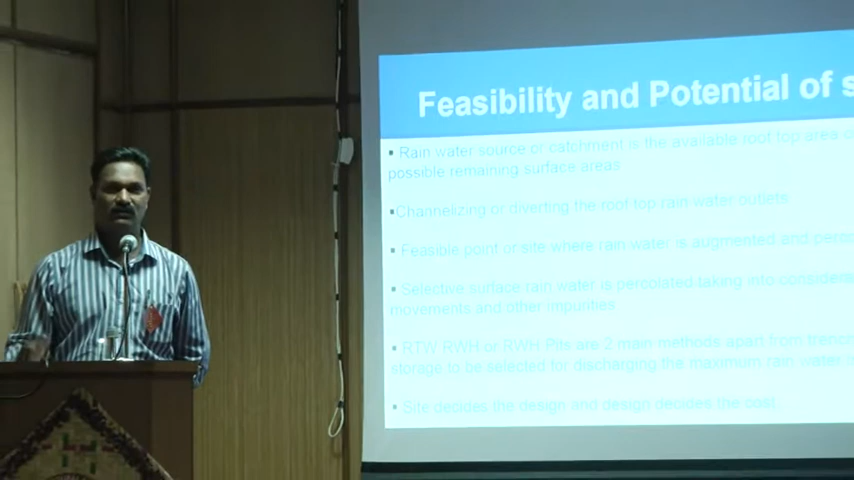 Feasibility and Potential of
▪ Rain water source or catchment is the available roof top area
possible remaining surface areas
▪ Channelizing or diverting the roof top rain water outlets
▪ Feasible point or site where rain water is augmented and
▪ Selective surface rain water is percolated taking into
movements and other impurities
▪ RTW RWH or RWH Pits are 2 main methods apart from
storage to be selected for discharging the maximum rain water
▪ Site decides the design and design decides the cost.